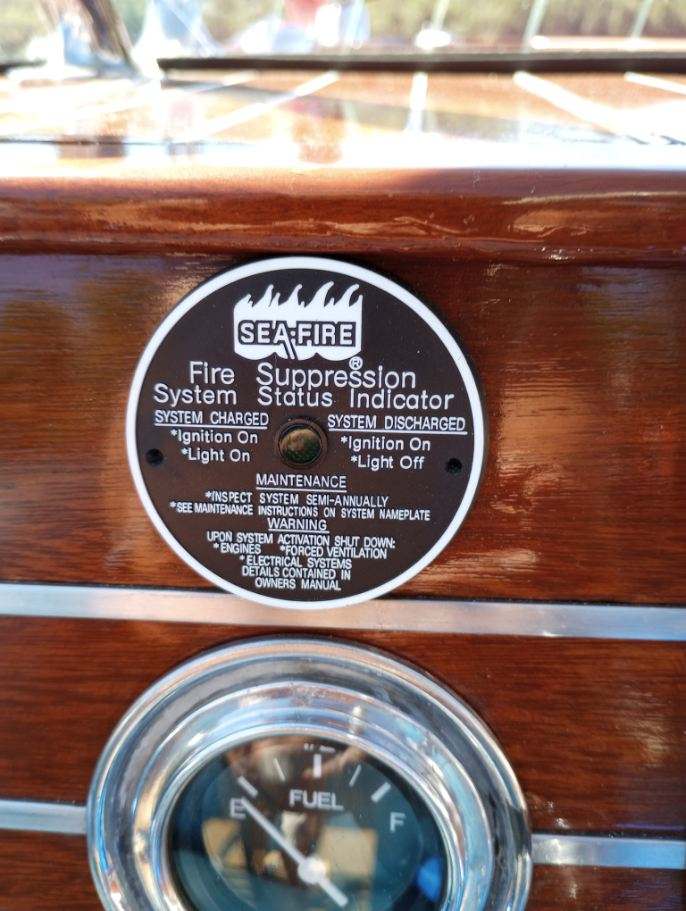 SEA-FIRE
®
Fire Suppression
System Status Indicator
SYSTEM CHARGED
*Ignition On
*Light On
SYSTEM DISCHARGED
*Ignition On
*Light Off
MAINTENANCE
*INSPECT SYSTEM SEMI-ANNUALLY
*SEE MAINTENANCE INSTRUCTIONS ON SYSTEM NAMEPLATE
WARNING
UPON SYSTEM ACTIVATION SHUT DOWN:
*ENGINES *FORCED VENTILATION
*ELECTRICAL SYSTEMS
DETAILS CONTAINED IN
OWNERS MANUAL
FUEL
E F